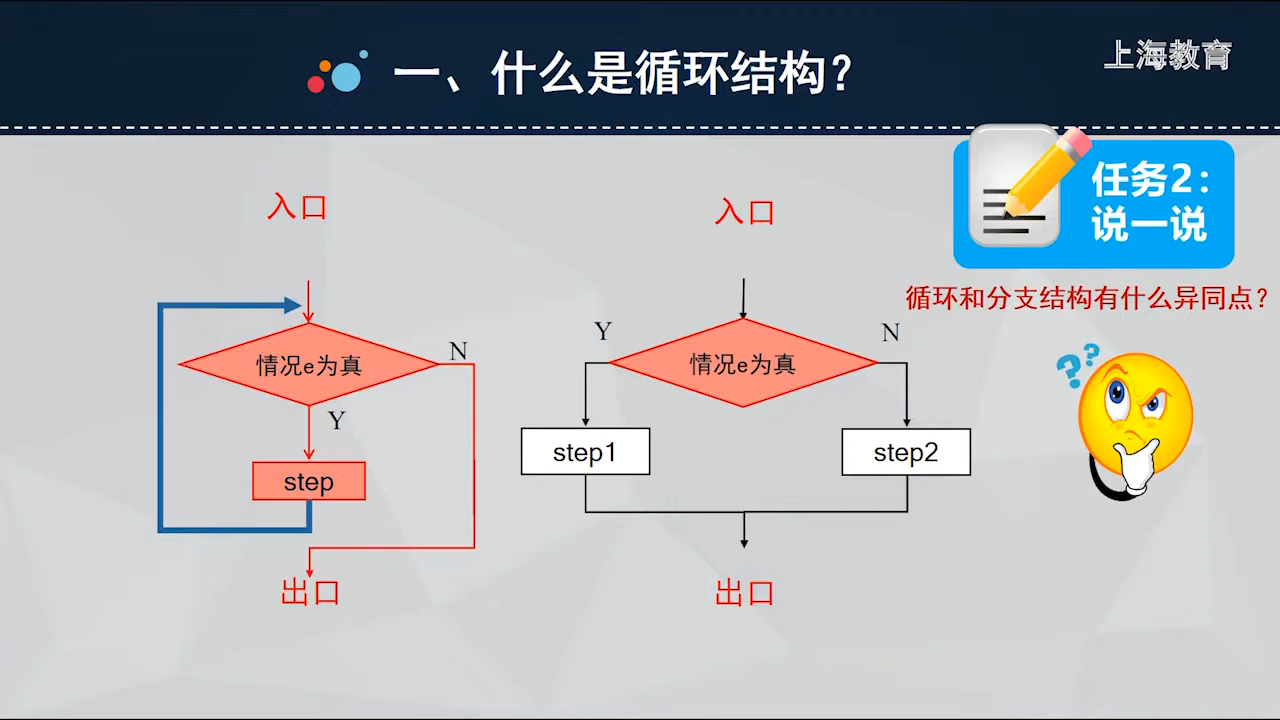 一、什么是循环结构？
上海教育
任务2：
说一说
循环和分支结构有什么异同点？
??
入口
情况e为真
N
Y
step
出口
入口
Y
情况e为真
N
step1
step2
出口